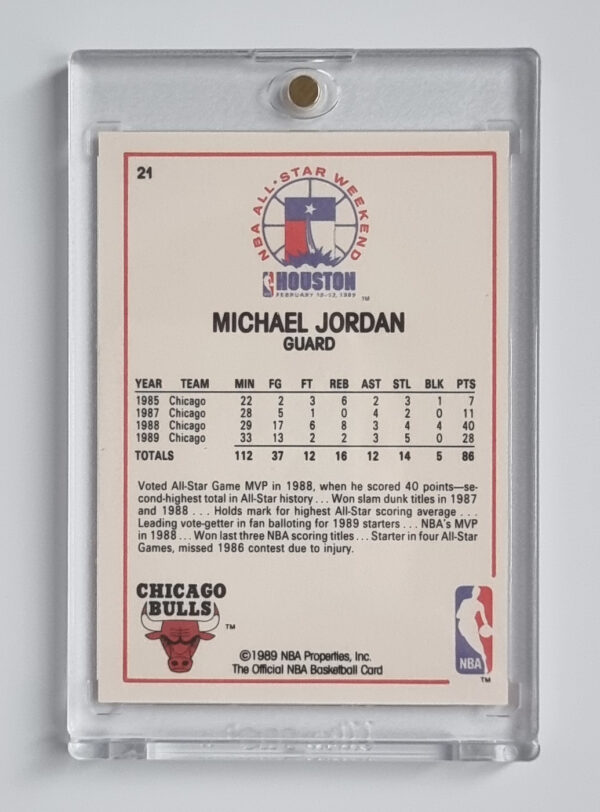 21
NBA ALL·STAR WEEKEND
HOUSTON
FEBRUARY 10-12, 1989 TM
MICHAEL JORDAN
GUARD
YEAR TEAM MIN FG FT REB AST STL BLK PTS
1985 Chicago 22 2 3 6 2 3 1 7
1987 Chicago 28 5 1 0 4 2 0 11
1988 Chicago 29 17 6 8 3 4 4 40
1989 Chicago 33 13 2 2 3 5 0 28
TOTALS 112 37 12 16 12 14 5 86
Voted All-Star Game MVP in 1988, when he scored 40 points—se-
cond-highest total in All-Star history . . . Won slam dunk titles in 1987
and 1988 . . . Holds mark for highest All-Star scoring average . . .
Leading vote-getter in fan balloting for 1989 starters . . . NBA's MVP
in 1988 . . . Won last three NBA scoring titles . . . Starter in four All-Star
Games, missed 1986 contest due to injury.
CHICAGO
BULLS
TM
©1989 NBA Properties, Inc.
The Official NBA Basketball Card
NBA
TM